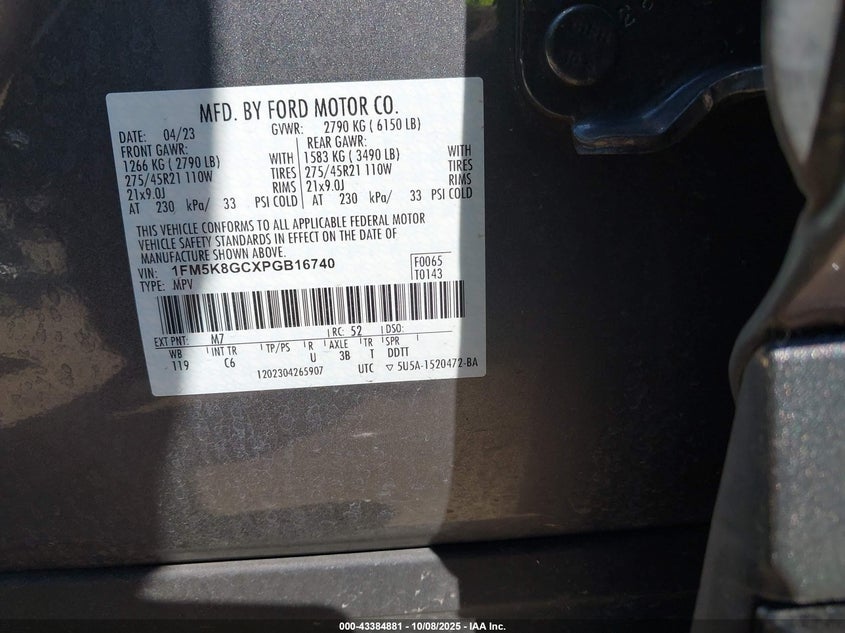 MFD. BY FORD MOTOR CO.
DATE: 04/23 GVWR: 2790 KG ( 6150 LB)
FRONT GAWR: REAR GAWR:
1266 KG ( 2790 LB) WITH 1583 KG ( 3490 LB) WITH
275/45R21 110W TIRES 275/45R21 110W TIRES
21x9.0J RIMS 21x9.0J RIMS
AT 230 kPa/ 33 PSI COLD AT 230 kPa/ 33 PSI COLD
THIS VEHICLE CONFORMS TO ALL APPLICABLE FEDERAL MOTOR
VEHICLE SAFETY STANDARDS IN EFFECT ON THE DATE OF
MANUFACTURE SHOWN ABOVE.
VIN: 1FM5K8GCXPGB16740 F0065
TYPE: MPV T0143
EXT PNT: M7 RC: 52 DSO:
WB INT TR TP/PS R AXLE TR SPR
119 C6 U 3B T DDTT
1202304265907 UTC ▽ 5U5A-1520472-BA
000-43384881 | 10/08/2025 - IAA Inc.